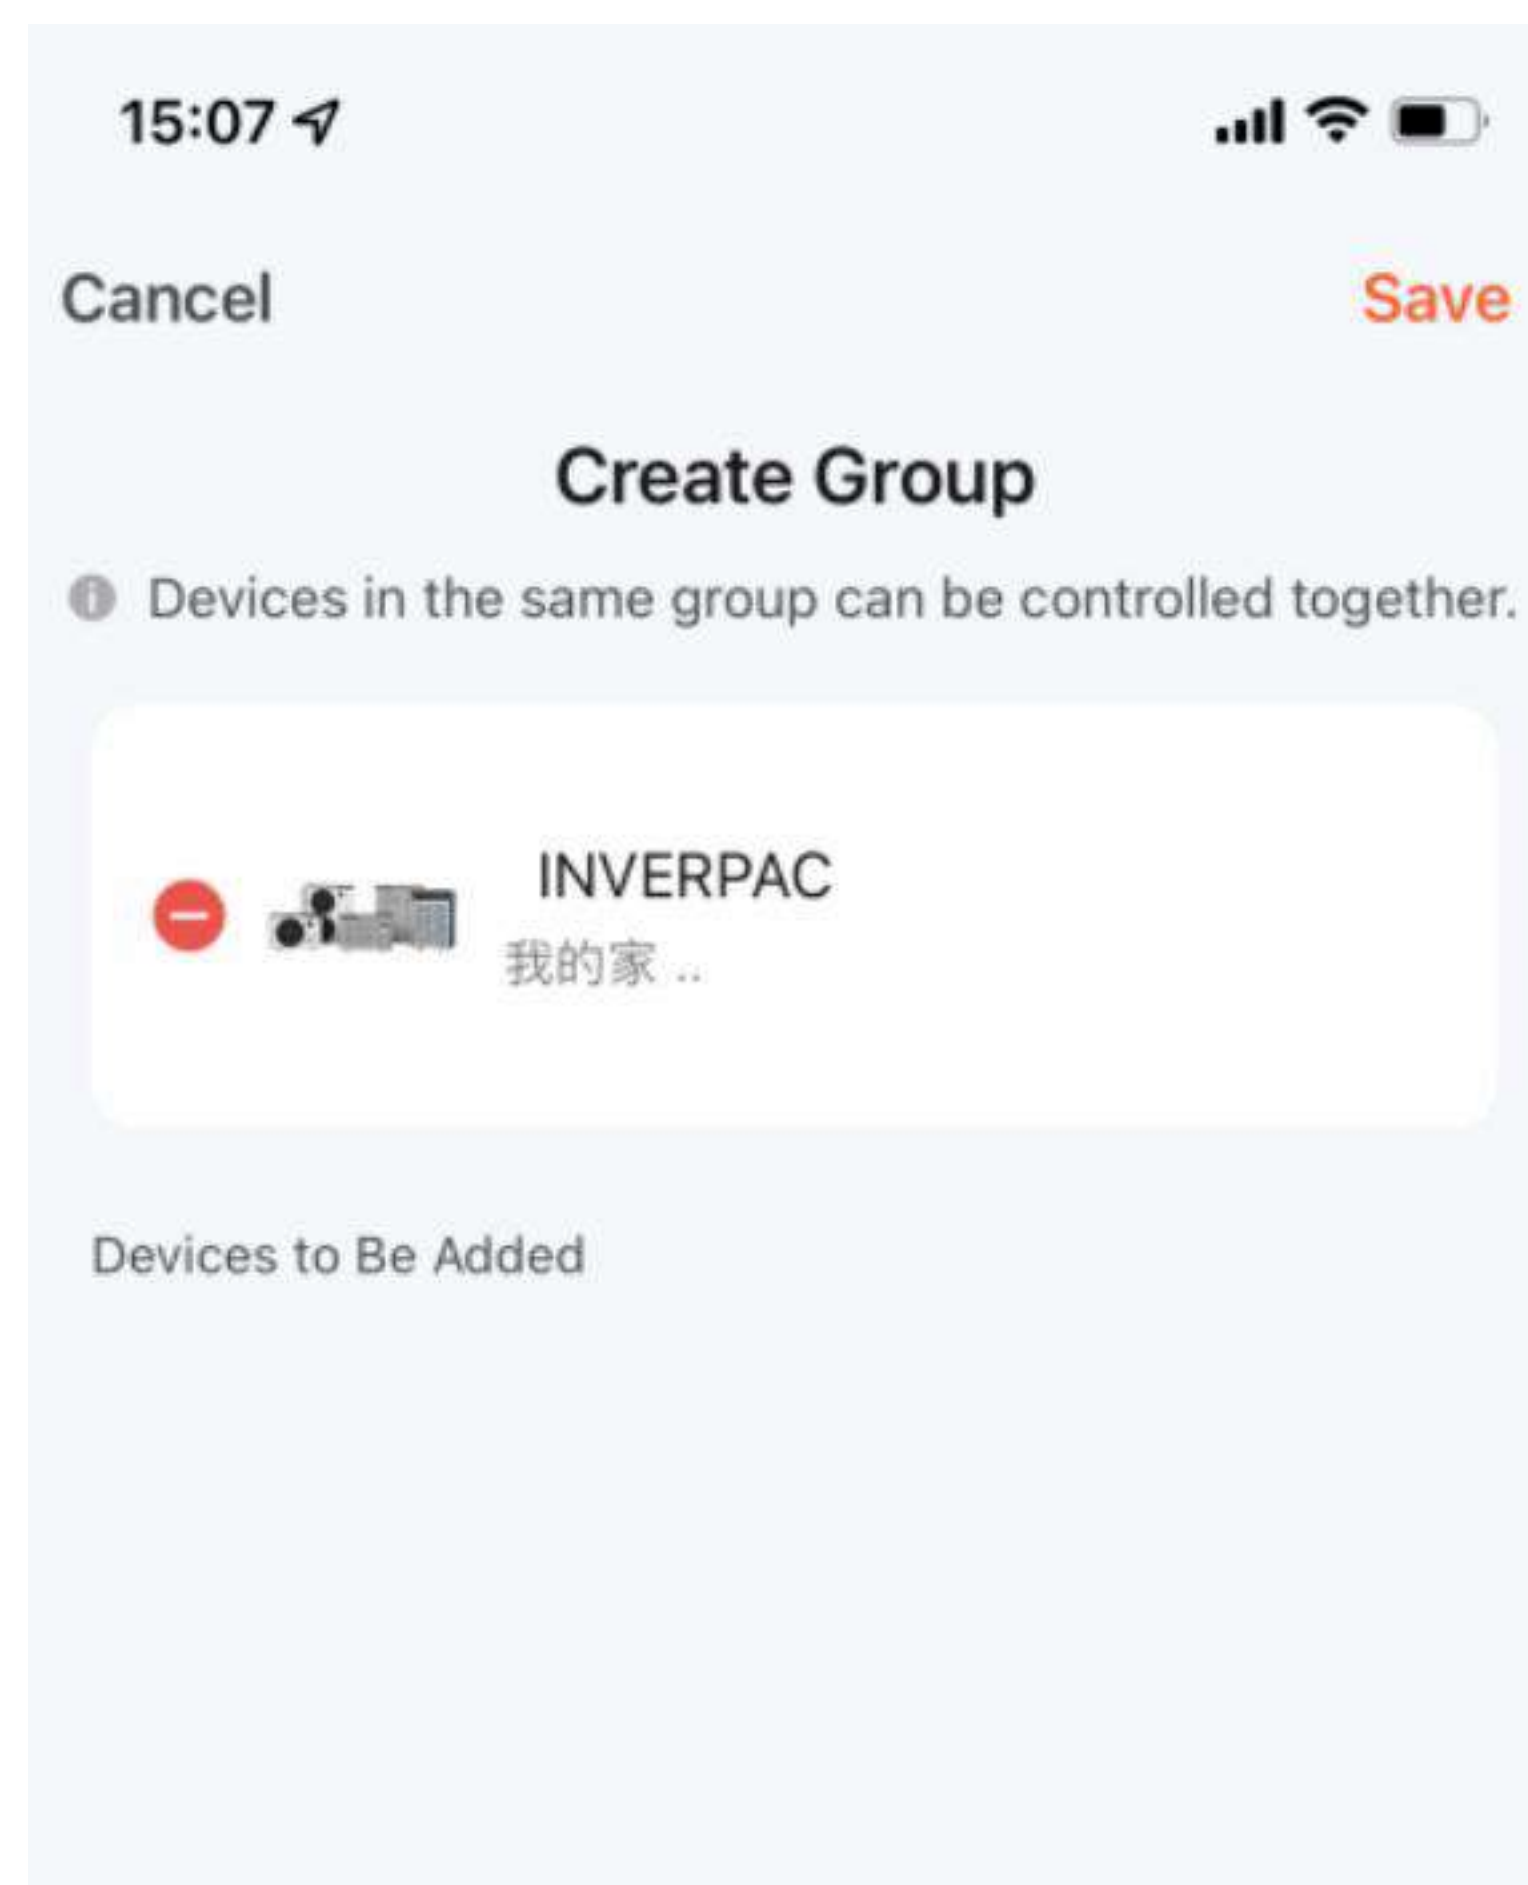 15:07
Cancel
Save
Create Group
Devices in the same group can be controlled together.
INVERPAC
我的家 ..
Devices to Be Added